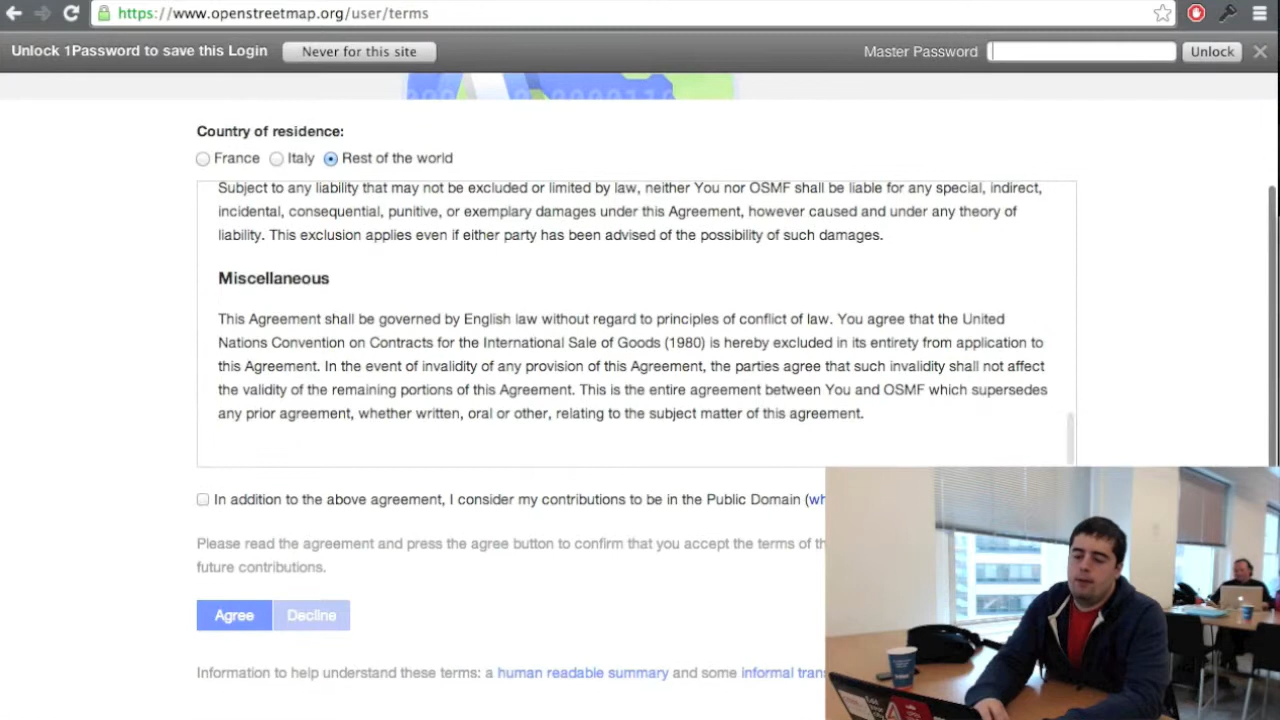 https://www.openstreetmap.org/user/terms
Unlock 1Password to save this Login Never for this site Master Password Unlock
Country of residence:
France Italy Rest of the world
Subject to any liability that may not be excluded or limited by law, neither You nor OSMF shall be liable for any special, indirect,
incidental, consequential, punitive, or exemplary damages under this Agreement, however caused and under any theory of
liability. This exclusion applies even if either party has been advised of the possibility of such damages.
Miscellaneous
This Agreement shall be governed by English law without regard to principles of conflict of law. You agree that the United
Nations Convention on Contracts for the International Sale of Goods (1980) is hereby excluded in its entirety from application to
this Agreement. In the event of invalidity of any provision of this Agreement, the parties agree that such invalidity shall not affect
the validity of the remaining portions of this Agreement. This is the entire agreement between You and OSMF which supersedes
any prior agreement, whether written, oral or other, relating to the subject matter of this agreement.
In addition to the above agreement, I consider my contributions to be in the Public Domain (wh
Please read the agreement and press the agree button to confirm that you accept the terms of th
future contributions.
Agree Decline
Information to help understand these terms: a human readable summary and some informal tran